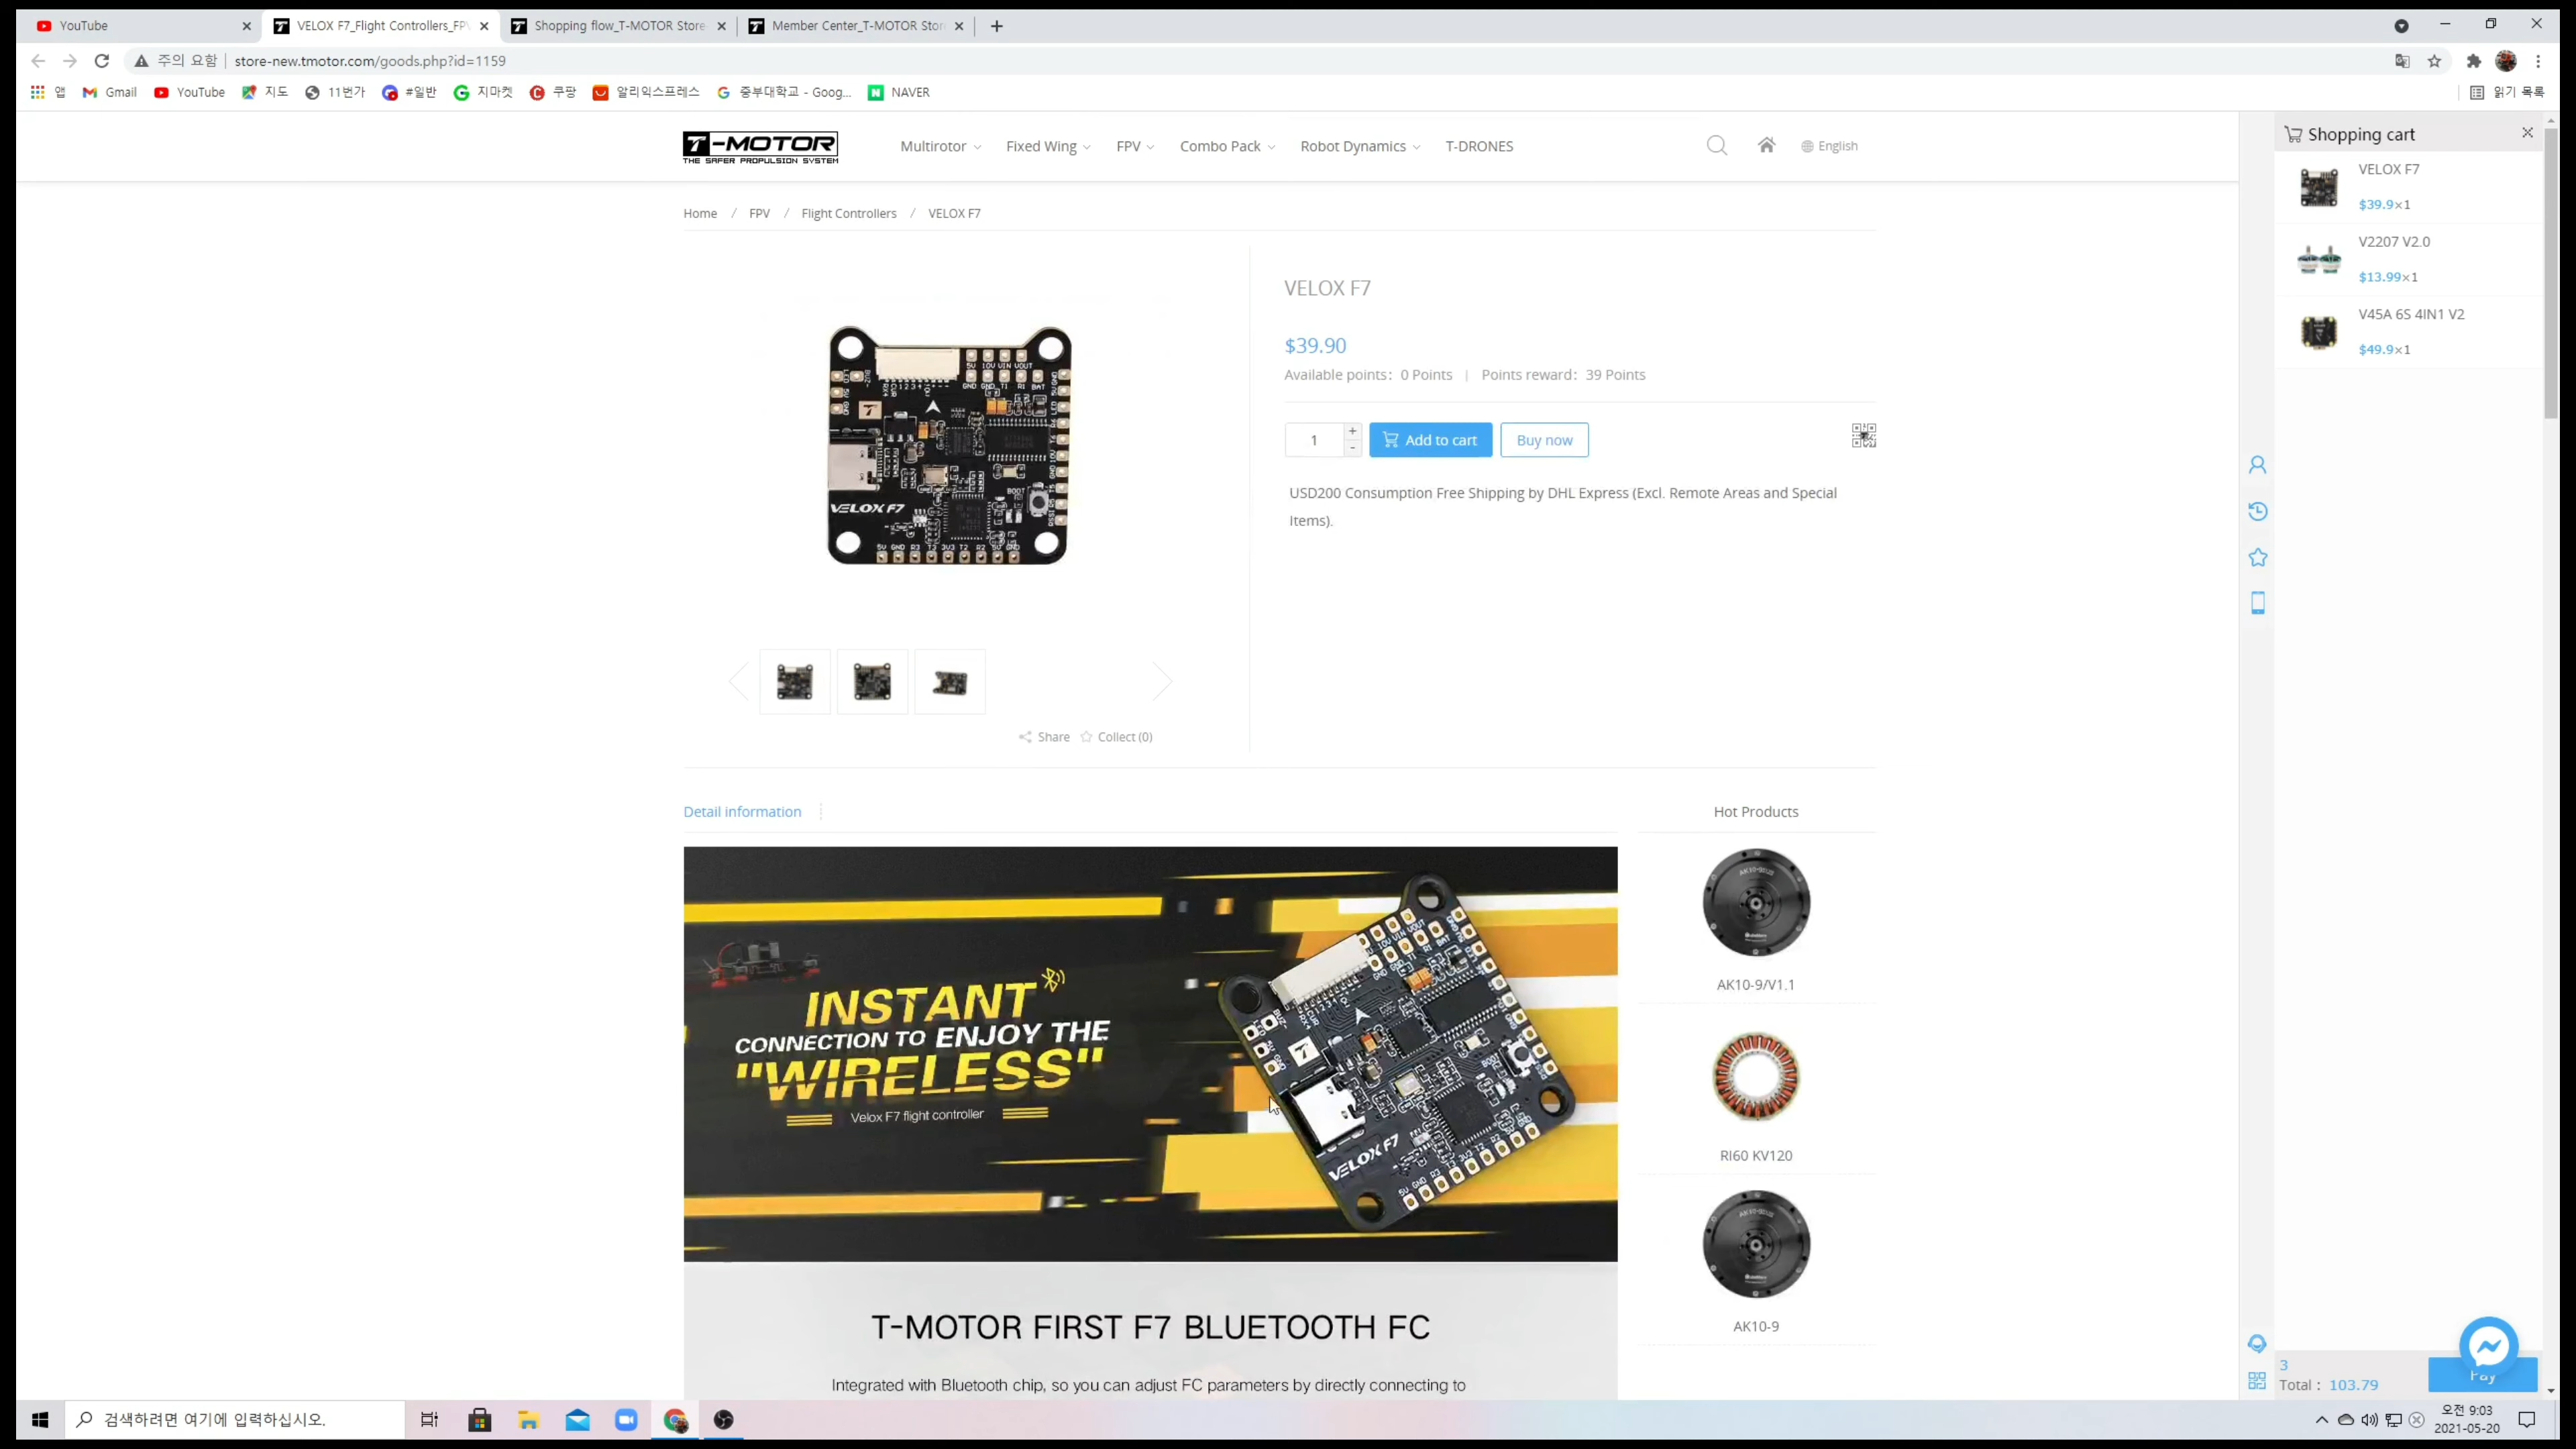 YouTube
VELOX F7_Flight Controllers_FP
Shopping flow_T-MOTOR Store
Member Center_T-MOTOR Stor
주의 요함
store-new.tmotor.com/goods.php?id=1159
앱
Gmail
YouTube
지도
11번가
#일반
지마켓
쿠팡
알리익스프레스
중부대학교 - Goog...
NAVER
읽기 목록
T-MOTOR
THE SAFER PROPULSION SYSTEM
Multirotor
Fixed Wing
FPV
Combo Pack
Robot Dynamics
T-DRONES
English
Home / FPV / Flight Controllers / VELOX F7
VELOX F7
VELOX F7
$39.90
Available points: 0 Points | Points reward: 39 Points
1
+
-
Add to cart
Buy now
USD200 Consumption Free Shipping by DHL Express (Excl. Remote Areas and Special
Items).
Share
Collect (0)
Shopping cart
VELOX F7
$39.9×1
V2207 V2.0
$13.99×1
V45A 6S 4IN1 V2
$49.9×1
Detail information
Hot Products
INSTANT
CONNECTION TO ENJOY THE
"WIRELESS"
Velox F7 flight controller
VELOX F7
AK10-9/V1.1
RI60 KV120
AK10-9
T-MOTOR FIRST F7 BLUETOOTH FC
Integrated with Bluetooth chip, so you can adjust FC parameters by directly connecting to
3
Total : 103.79
Pay
검색하려면 여기에 입력하십시오.
오전 9:03
2021-05-20